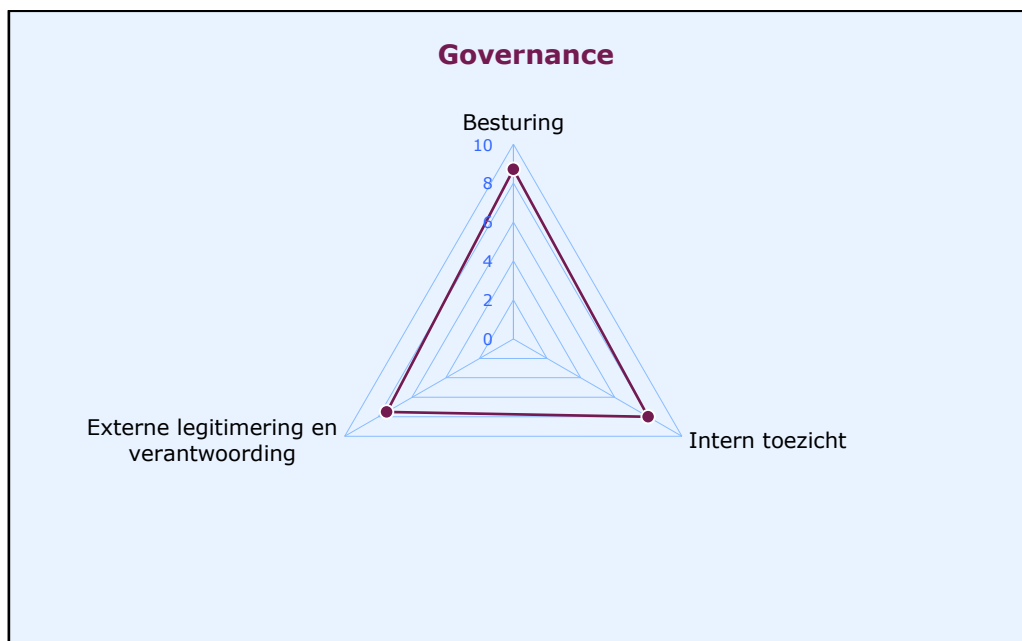 Governance
Besturing
10
8
6
4
2
0
Externe legitimering en
verantwoording
Intern toezicht